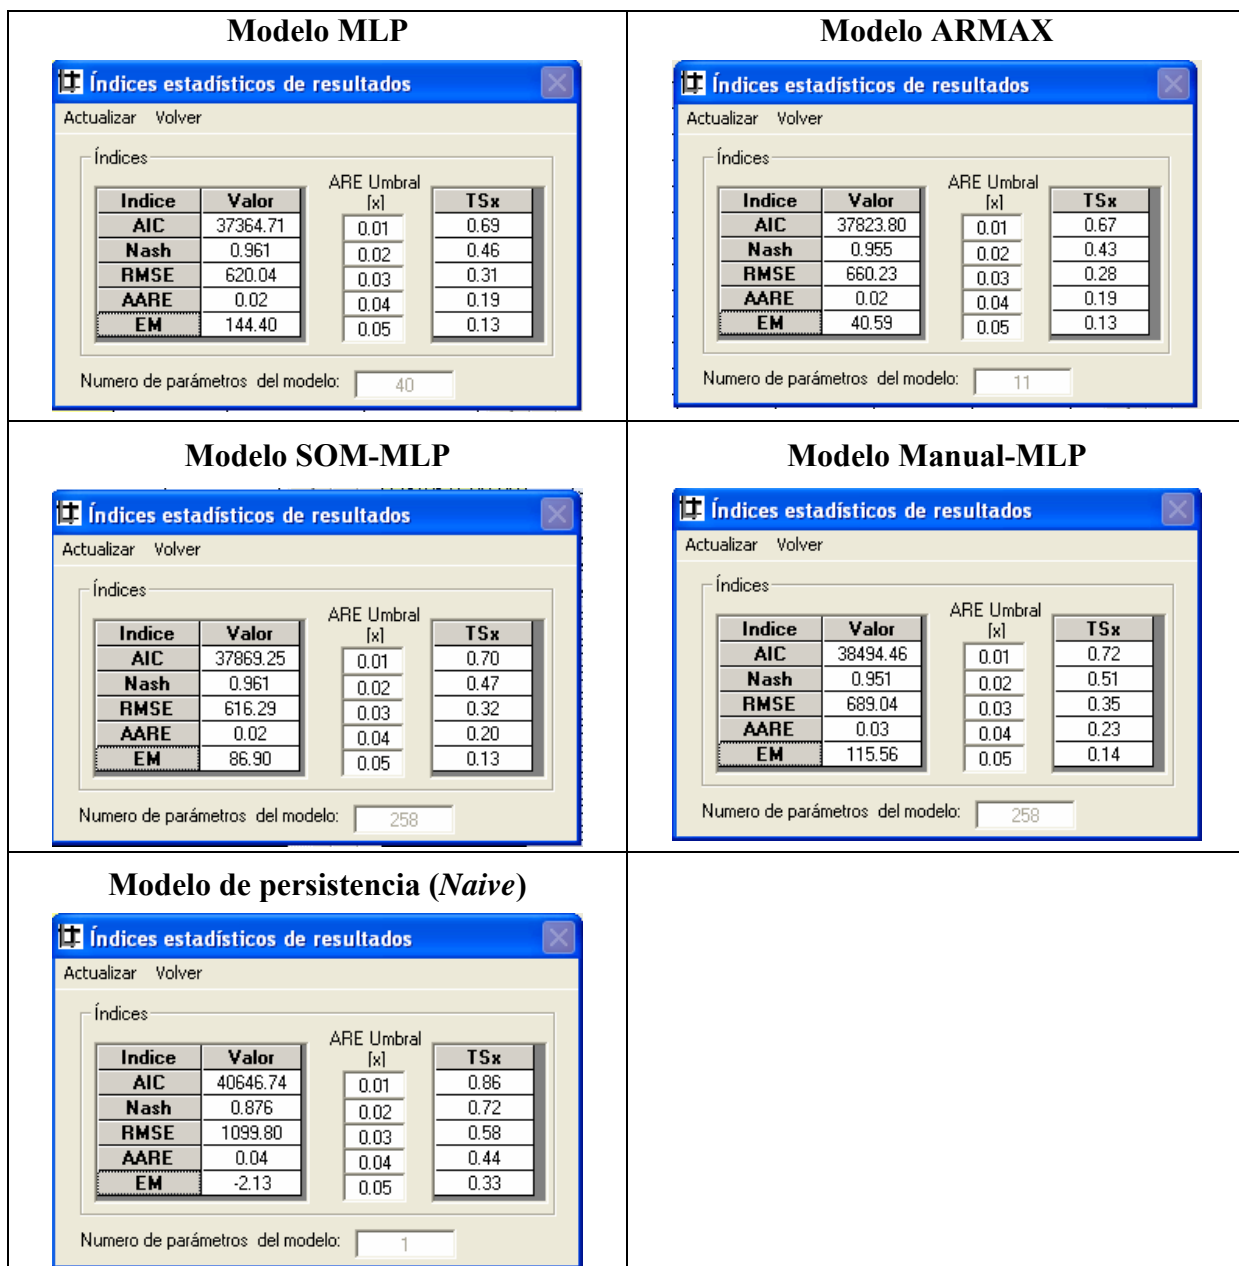 Modelo MLP
Índices estadísticos de resultados
Actualizar Volver
Índices
ARE Umbral
Indice Valor [x] TSx
AIC 37364.71 0.01 0.69
Nash 0.961 0.02 0.46
RMSE 620.04 0.03 0.31
AARE 0.02 0.04 0.19
EM 144.40 0.05 0.13
Numero de parámetros del modelo: 40
Modelo ARMAX
Índices estadísticos de resultados
Actualizar Volver
Índices
ARE Umbral
Indice Valor [x] TSx
AIC 37823.80 0.01 0.67
Nash 0.955 0.02 0.43
RMSE 660.23 0.03 0.28
AARE 0.02 0.04 0.19
EM 40.59 0.05 0.13
Numero de parámetros del modelo: 11
Modelo SOM-MLP
Índices estadísticos de resultados
Actualizar Volver
Índices
ARE Umbral
Indice Valor [x] TSx
AIC 37869.25 0.01 0.70
Nash 0.961 0.02 0.47
RMSE 616.29 0.03 0.32
AARE 0.02 0.04 0.20
EM 86.90 0.05 0.13
Numero de parámetros del modelo: 258
Modelo Manual-MLP
Índices estadísticos de resultados
Actualizar Volver
Índices
ARE Umbral
Indice Valor [x] TSx
AIC 38494.46 0.01 0.72
Nash 0.951 0.02 0.51
RMSE 689.04 0.03 0.35
AARE 0.03 0.04 0.23
EM 115.56 0.05 0.14
Numero de parámetros del modelo: 258
Modelo de persistencia (Naive)
Índices estadísticos de resultados
Actualizar Volver
Índices
ARE Umbral
Indice Valor [x] TSx
AIC 40646.74 0.01 0.86
Nash 0.876 0.02 0.72
RMSE 1099.80 0.03 0.58
AARE 0.04 0.04 0.44
EM -2.13 0.05 0.33
Numero de parámetros del modelo: 1